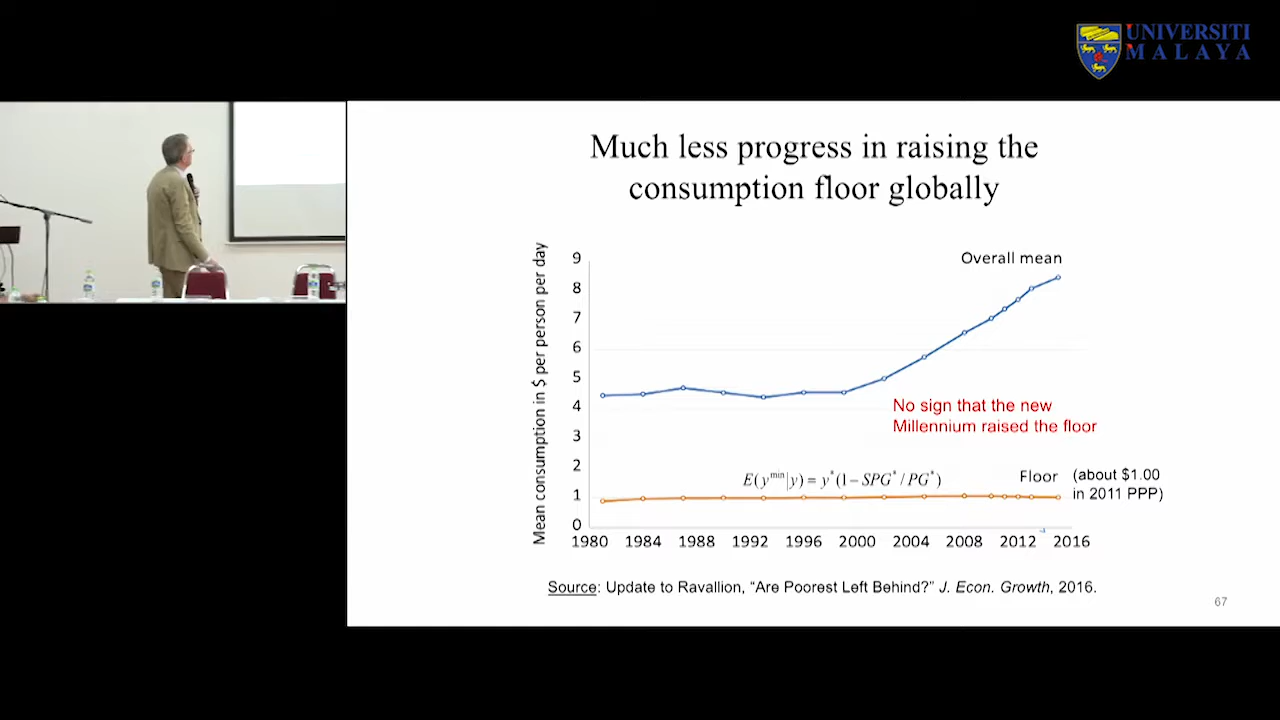 UNIVERSITI
MALAYA
Much less progress in raising the
consumption floor globally
Mean consumption in $ per person per day
9
8
7
6
5
4
3
2
1
0
Overall mean
No sign that the new
Millennium raised the floor
E(y^min|y) = y*(1 − SPG* / PG*)
Floor
(about $1.00
in 2011 PPP)
1980 1984 1988 1992 1996 2000 2004 2008 2012 2016
Source: Update to Ravallion, “Are Poorest Left Behind?” J. Econ. Growth, 2016.
67